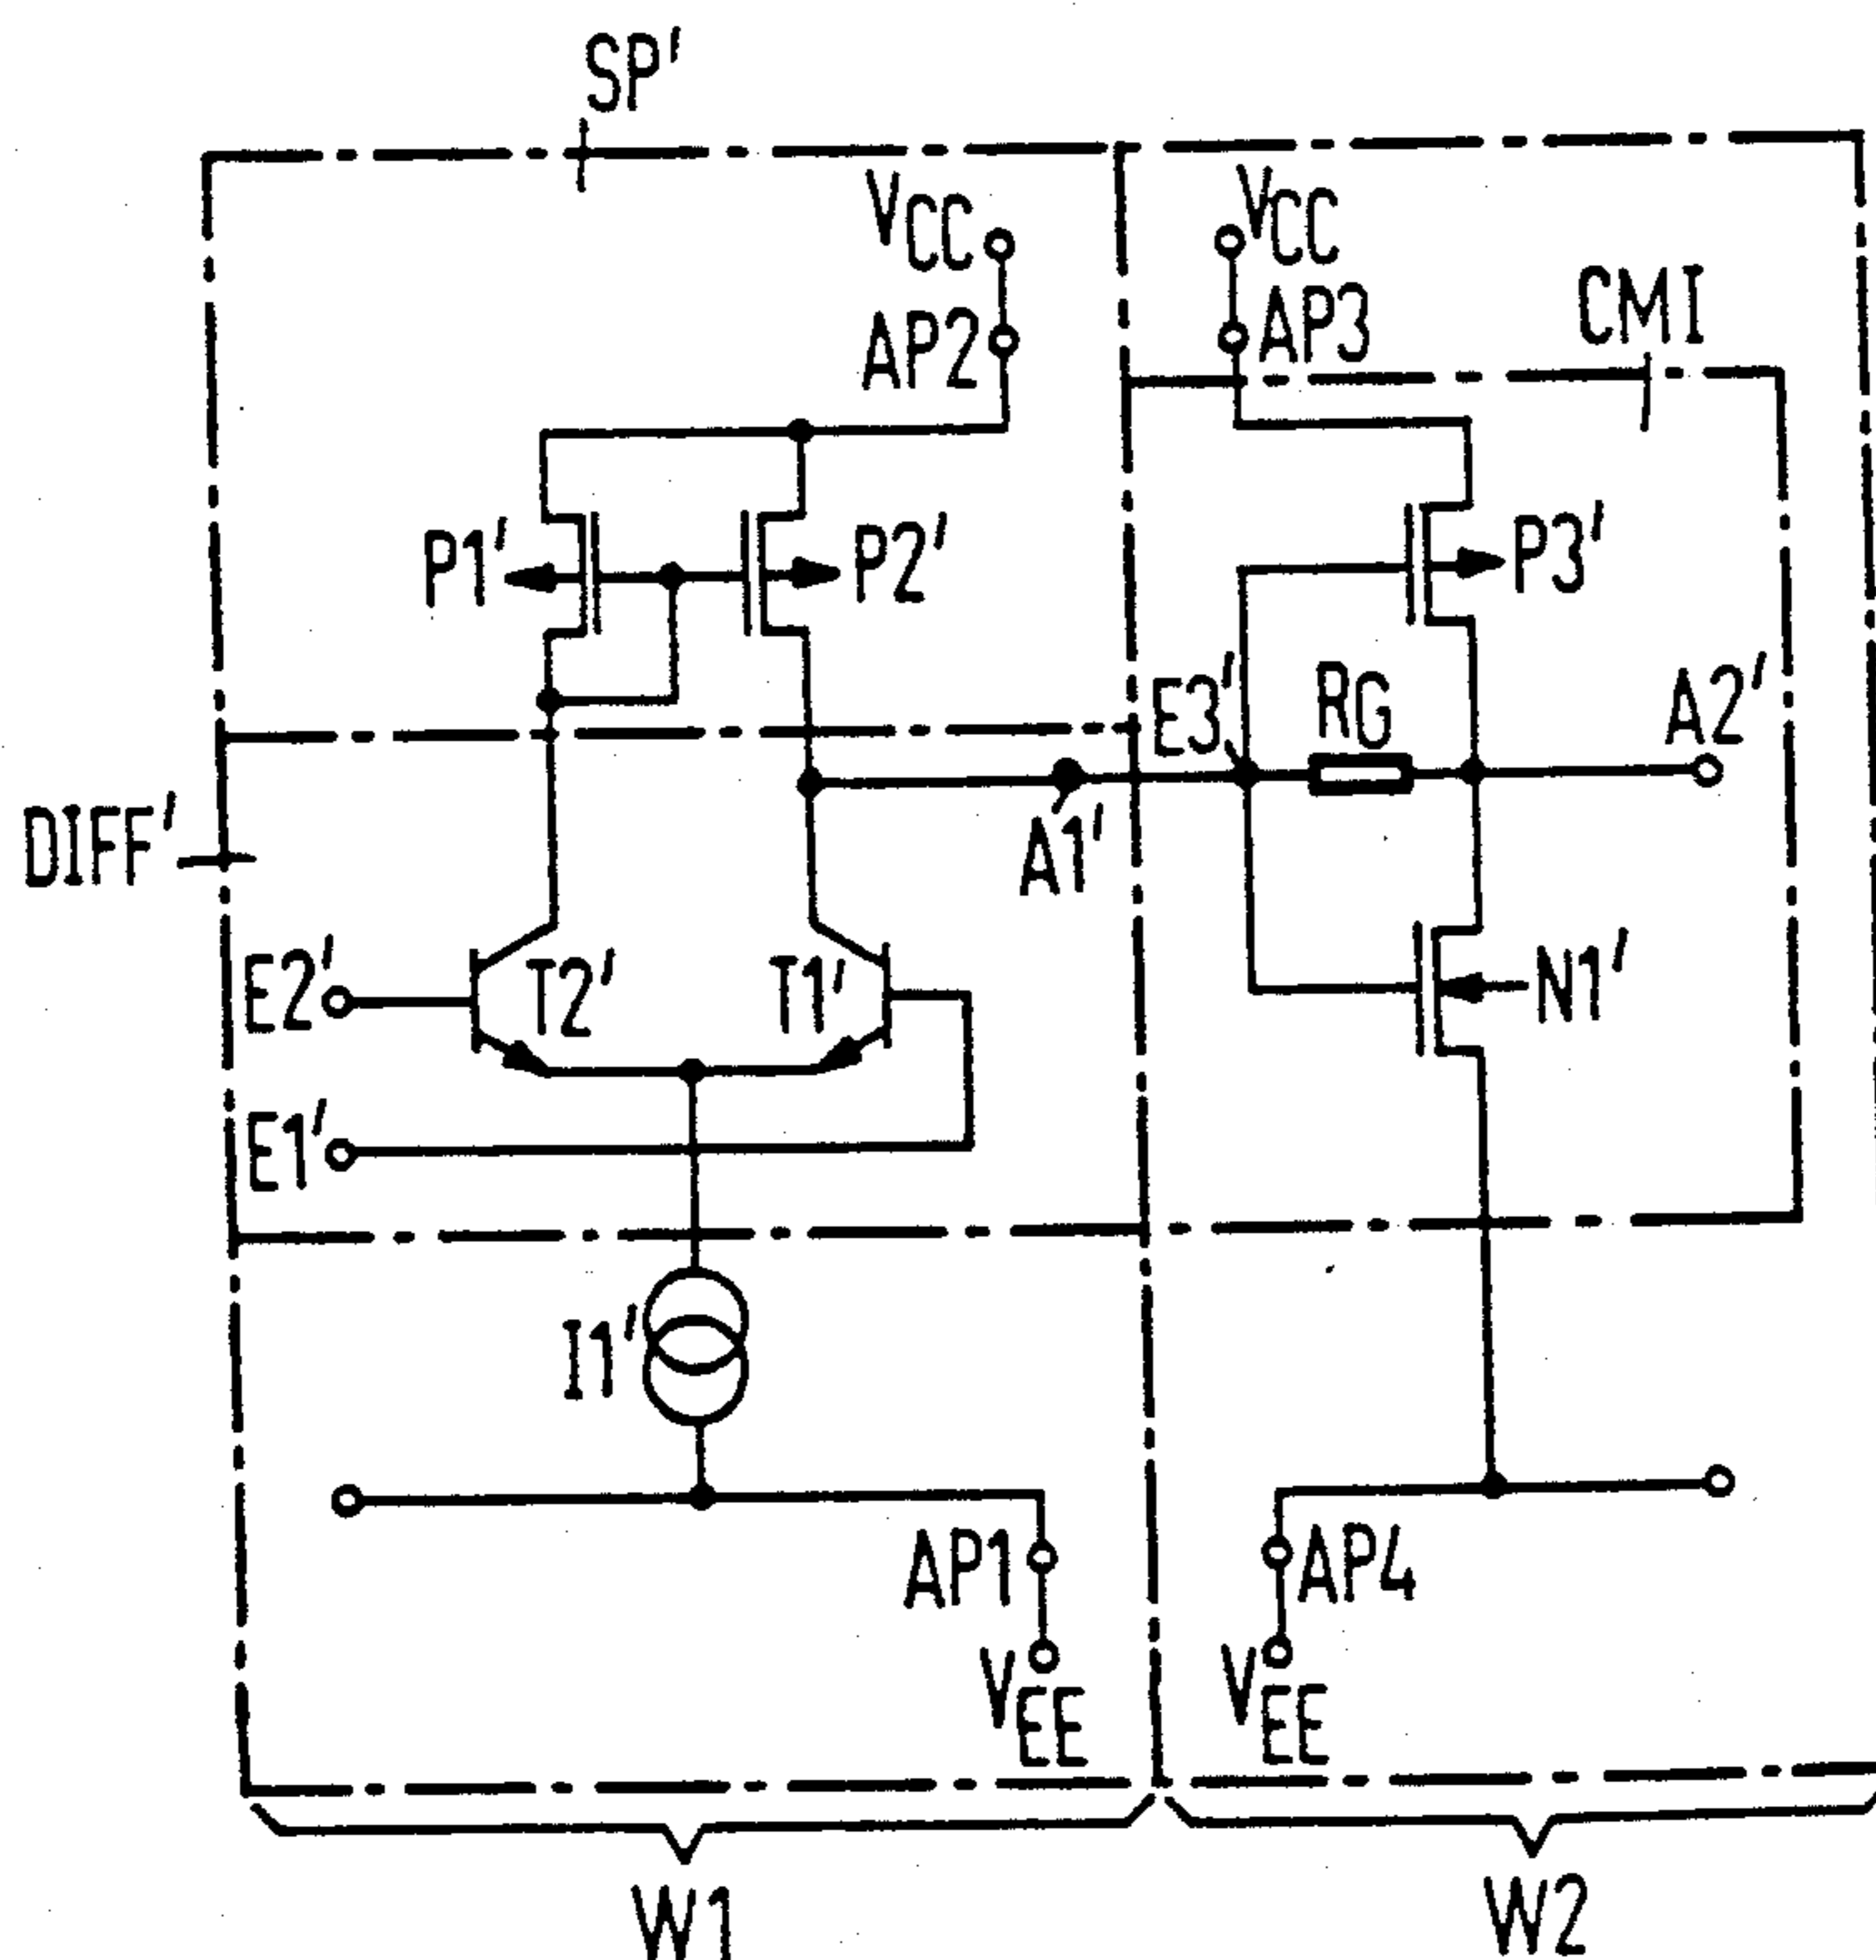 SP'
VCC
VCC
AP2
AP3
CMI
P1'
P2'
P3'
E3'
RG
A2'
DIFF'
A1'
E2'
T2'
T1'
N1'
E1'
I1'
AP1
AP4
VEE
VEE
W1
W2